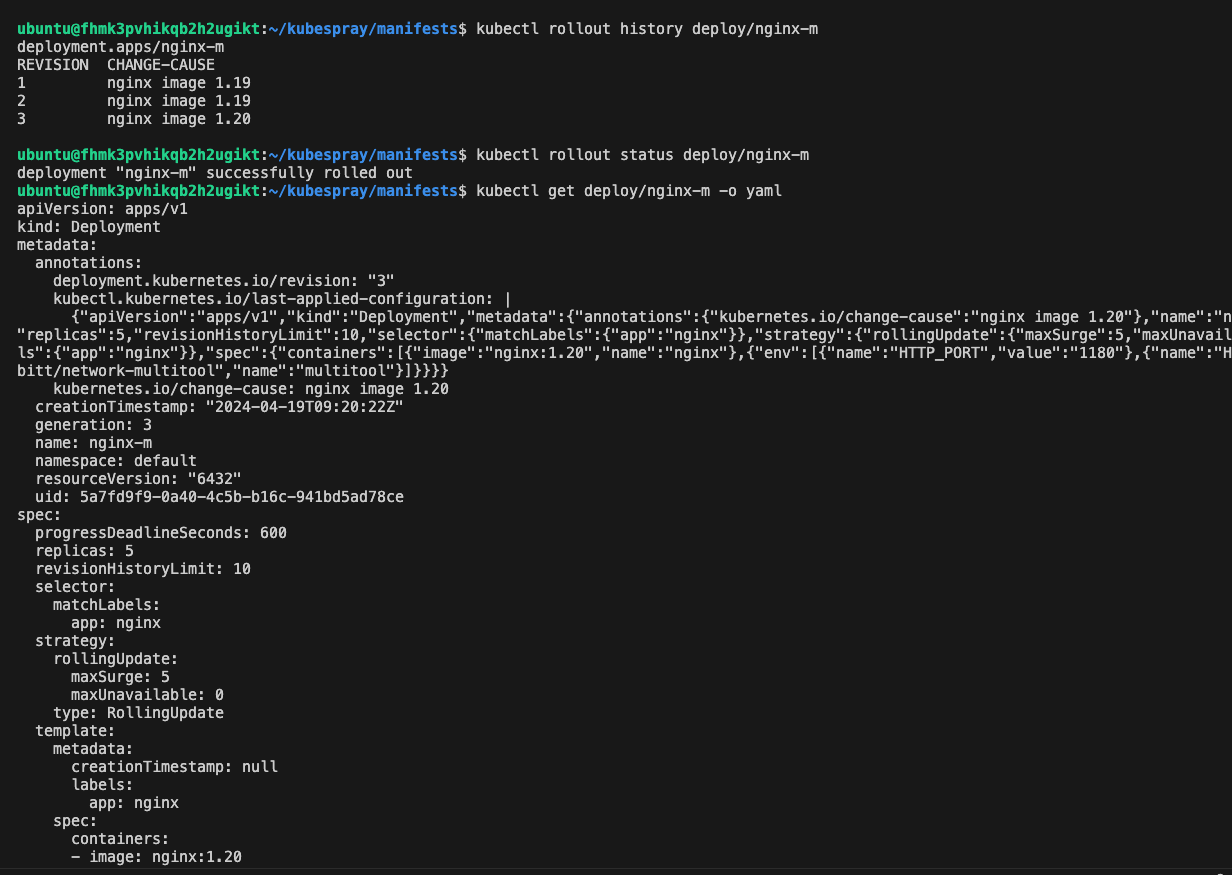 ubuntu@fhmk3pvhikqb2h2ugikt:~/kubespray/manifests$ kubectl rollout history deploy/nginx-m
deployment.apps/nginx-m
REVISION  CHANGE-CAUSE
1         nginx image 1.19
2         nginx image 1.19
3         nginx image 1.20

ubuntu@fhmk3pvhikqb2h2ugikt:~/kubespray/manifests$ kubectl rollout status deploy/nginx-m
deployment "nginx-m" successfully rolled out
ubuntu@fhmk3pvhikqb2h2ugikt:~/kubespray/manifests$ kubectl get deploy/nginx-m -o yaml
apiVersion: apps/v1
kind: Deployment
metadata:
  annotations:
    deployment.kubernetes.io/revision: "3"
    kubectl.kubernetes.io/last-applied-configuration: |
      {"apiVersion":"apps/v1","kind":"Deployment","metadata":{"annotations":{"kubernetes.io/change-cause":"nginx image 1.20"},"name":"n
"replicas":5,"revisionHistoryLimit":10,"selector":{"matchLabels":{"app":"nginx"}},"strategy":{"rollingUpdate":{"maxSurge":5,"maxUnavail
ls":{"app":"nginx"}},"spec":{"containers":[{"image":"nginx:1.20","name":"nginx"},{"env":[{"name":"HTTP_PORT","value":"1180"},{"name":"H
bitt/network-multitool","name":"multitool"}]}}}}
    kubernetes.io/change-cause: nginx image 1.20
  creationTimestamp: "2024-04-19T09:20:22Z"
  generation: 3
  name: nginx-m
  namespace: default
  resourceVersion: "6432"
  uid: 5a7fd9f9-0a40-4c5b-b16c-941bd5ad78ce
spec:
  progressDeadlineSeconds: 600
  replicas: 5
  revisionHistoryLimit: 10
  selector:
    matchLabels:
      app: nginx
  strategy:
    rollingUpdate:
      maxSurge: 5
      maxUnavailable: 0
    type: RollingUpdate
  template:
    metadata:
      creationTimestamp: null
      labels:
        app: nginx
    spec:
      containers:
      - image: nginx:1.20